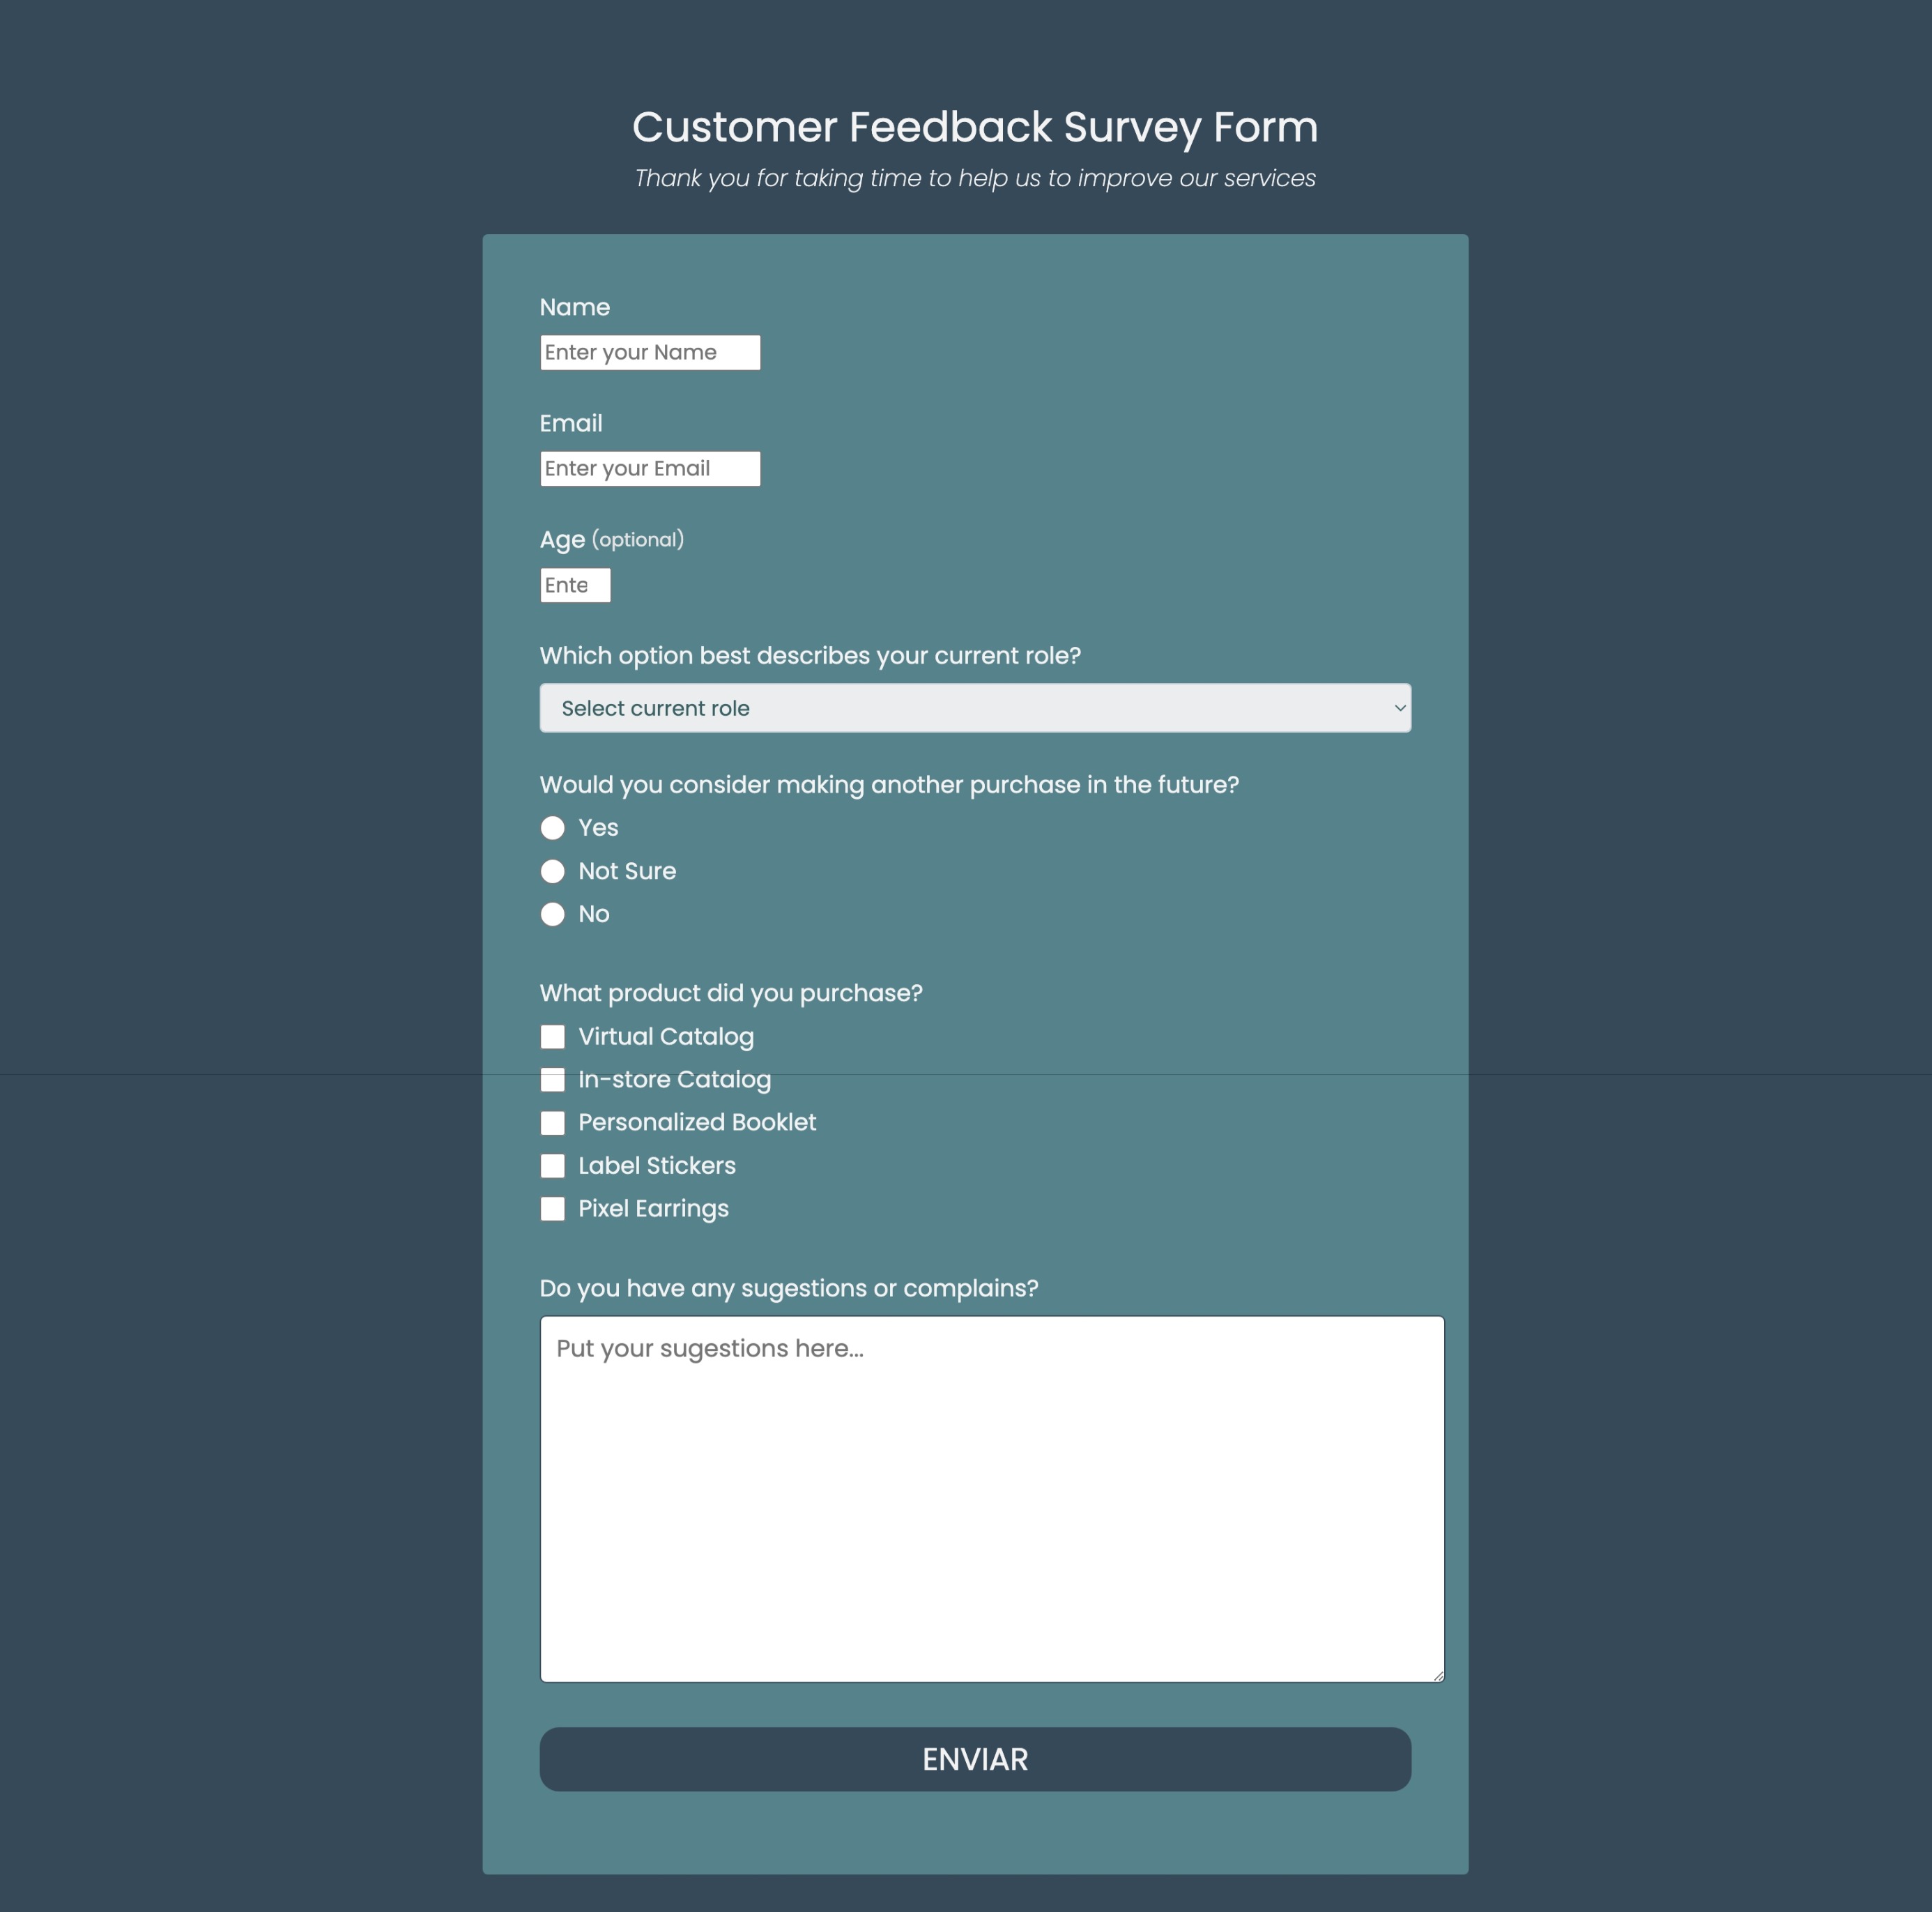 Customer Feedback Survey Form
Thank you for taking time to help us to improve our services
Name
Enter your Name
Email
Enter your Email
Age (optional)
Ente
Which option best describes your current role?
Select current role
Would you consider making another purchase in the future?
Yes
Not Sure
No
What product did you purchase?
Virtual Catalog
In-store Catalog
Personalized Booklet
Label Stickers
Pixel Earrings
Do you have any sugestions or complains?
Put your sugestions here...
ENVIAR